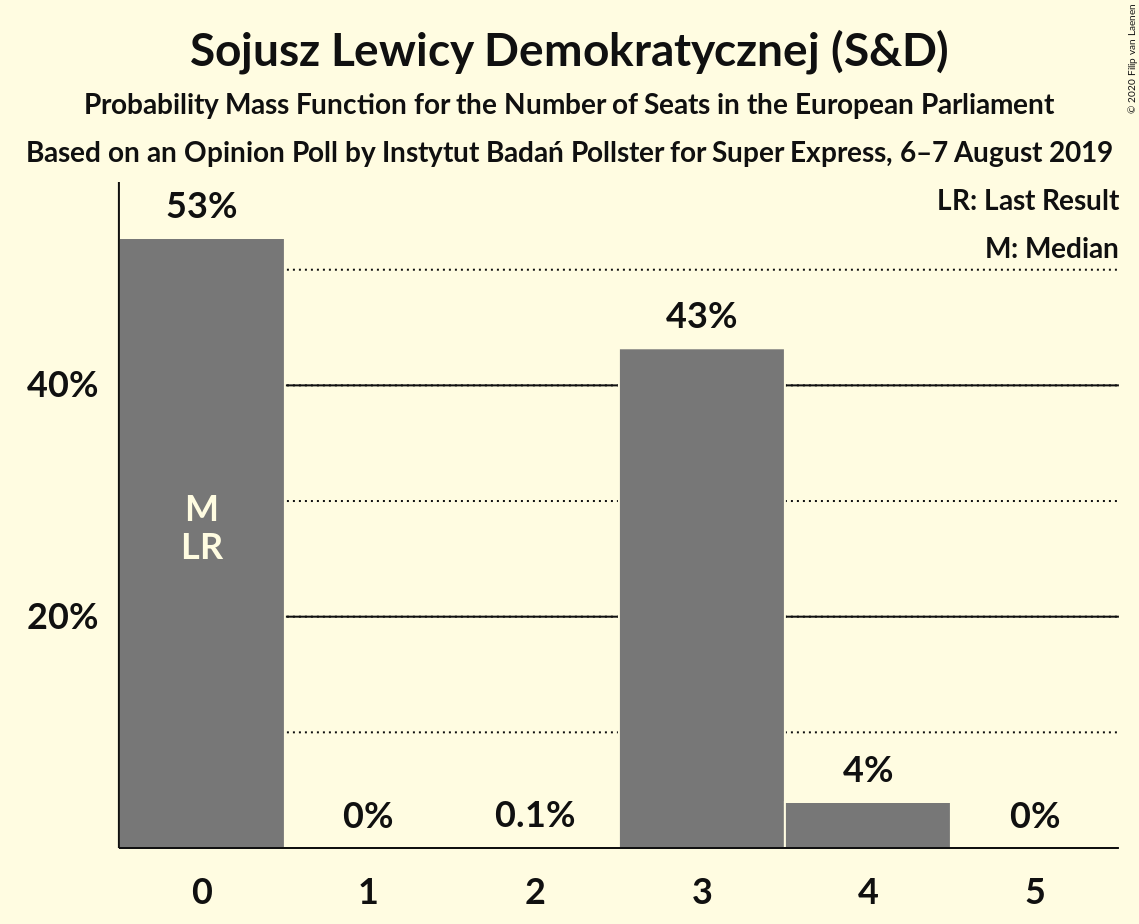 Sojusz Lewicy Demokratycznej (S&D)
Probability Mass Function for the Number of Seats in the European Parliament
Based on an Opinion Poll by Instytut Badań Pollster for Super Express, 6–7 August 2019
© 2020 Filip van Laenen
LR: Last Result
M: Median
53%
43%
40%
M
LR
20%
4%
0%
0.1%
0%
0 1 2 3 4 5